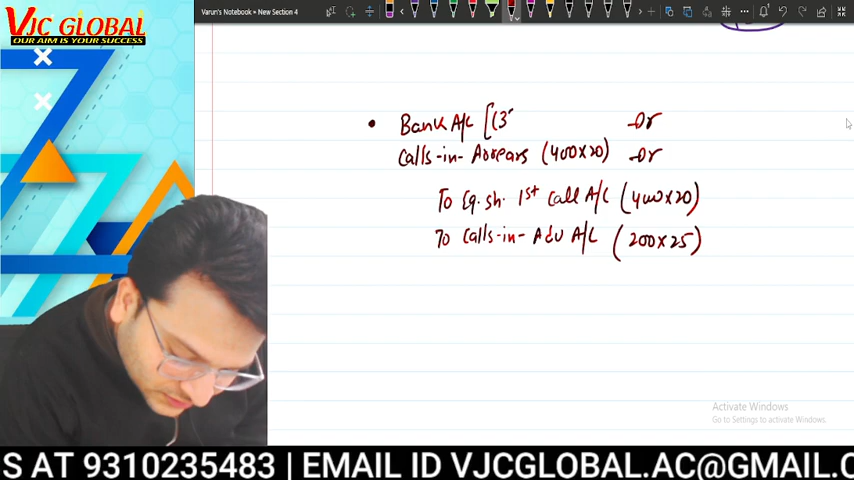 VJC GLOBAL
OUR AIM IS YOUR SUCCESS
Varun's Notebook » New Section 4
• Bank A/c [(35 -Dr
Calls-in-Arrears (400x20) -Dr
To Eq. sh. 1st Call A/c (4000x20)
To Calls-in-Adv A/c (200x25)
Activate Windows
Go to Settings to activate Windows.
S AT 9310235483 | EMAIL ID VJCGLOBAL.AC@GMAIL.C